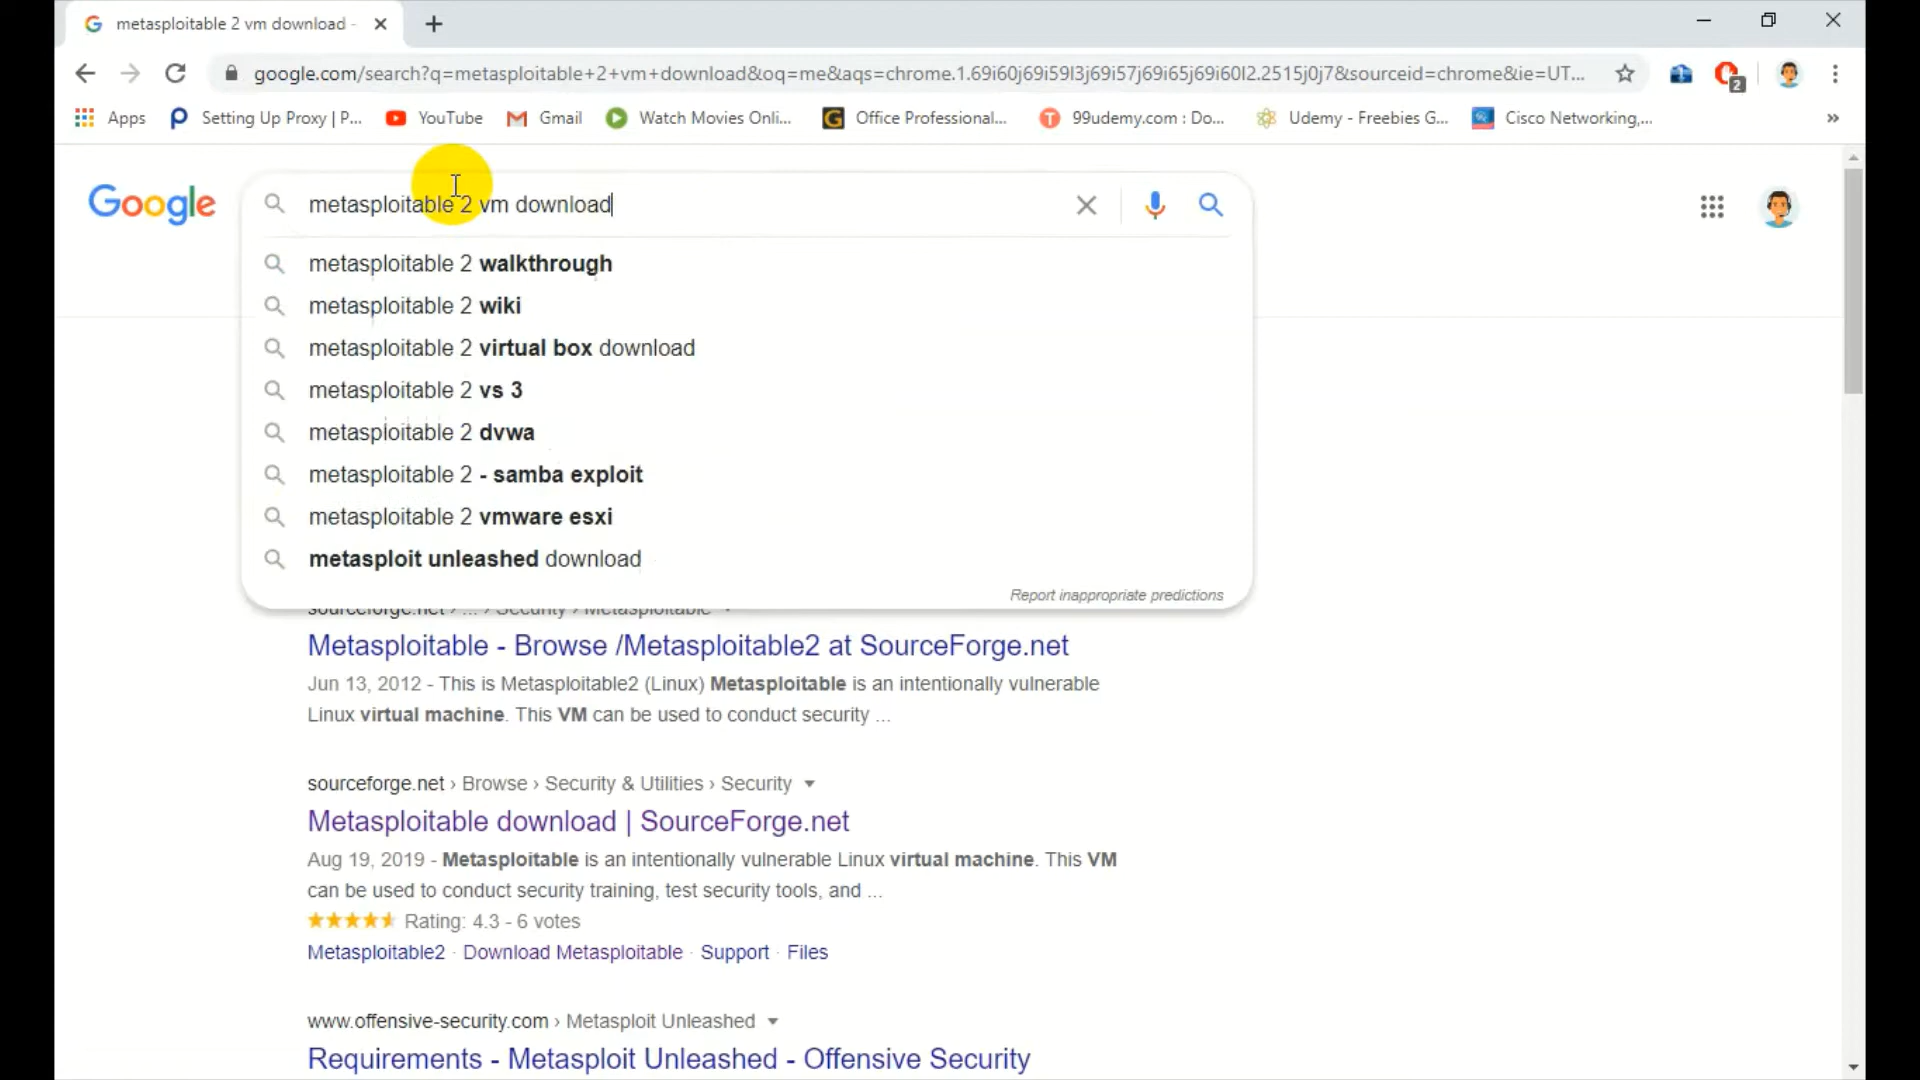 metasploitable 2 vm download -
google.com/search?q=metasploitable+2+vm+download&oq=me&aqs=chrome.1.69i60j69i59l3j69i57j69i65j69i60l2.2515j0j7&sourceid=chrome&ie=UT...
2
Apps
Setting Up Proxy | P...
YouTube
Gmail
Watch Movies Onli...
Office Professional...
99udemy.com : Do...
Udemy - Freebies G...
Cisco Networking,...
»
Google
metasploitable 2 vm download
metasploitable 2 walkthrough
metasploitable 2 wiki
metasploitable 2 virtual box download
metasploitable 2 vs 3
metasploitable 2 dvwa
metasploitable 2 - samba exploit
metasploitable 2 vmware esxi
metasploit unleashed download
Report inappropriate predictions
sourceforge.net › ... › Security › Metasploitable
Metasploitable - Browse /Metasploitable2 at SourceForge.net
Jun 13, 2012 - This is Metasploitable2 (Linux) Metasploitable is an intentionally vulnerable
Linux virtual machine. This VM can be used to conduct security ...
sourceforge.net › Browse › Security & Utilities › Security
Metasploitable download | SourceForge.net
Aug 19, 2019 - Metasploitable is an intentionally vulnerable Linux virtual machine. This VM
can be used to conduct security training, test security tools, and ...
Rating: 4.3 - 6 votes
Metasploitable2 · Download Metasploitable · Support · Files
www.offensive-security.com › Metasploit Unleashed
Requirements - Metasploit Unleashed - Offensive Security